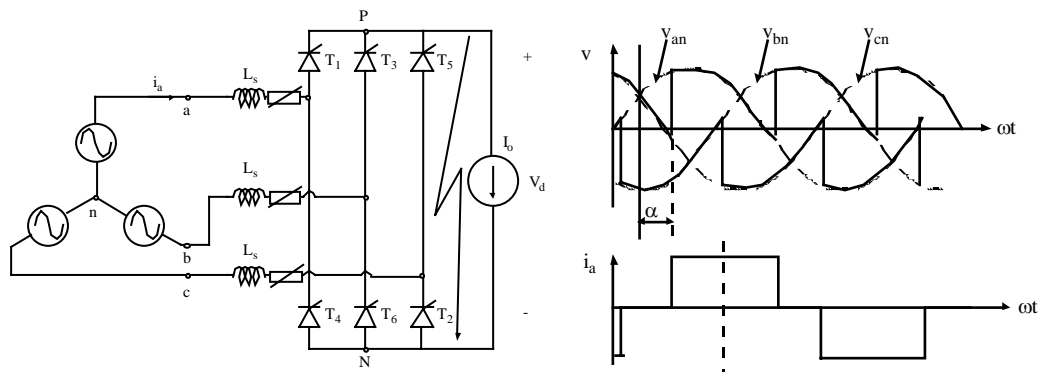 P
T1 T3 T5
+
Ls
ia
a
Io
Vd
Ls
n
b
Ls
c
T4 T6 T2
-
N
van vbn vcn
v
ωt
α
ia
ωt